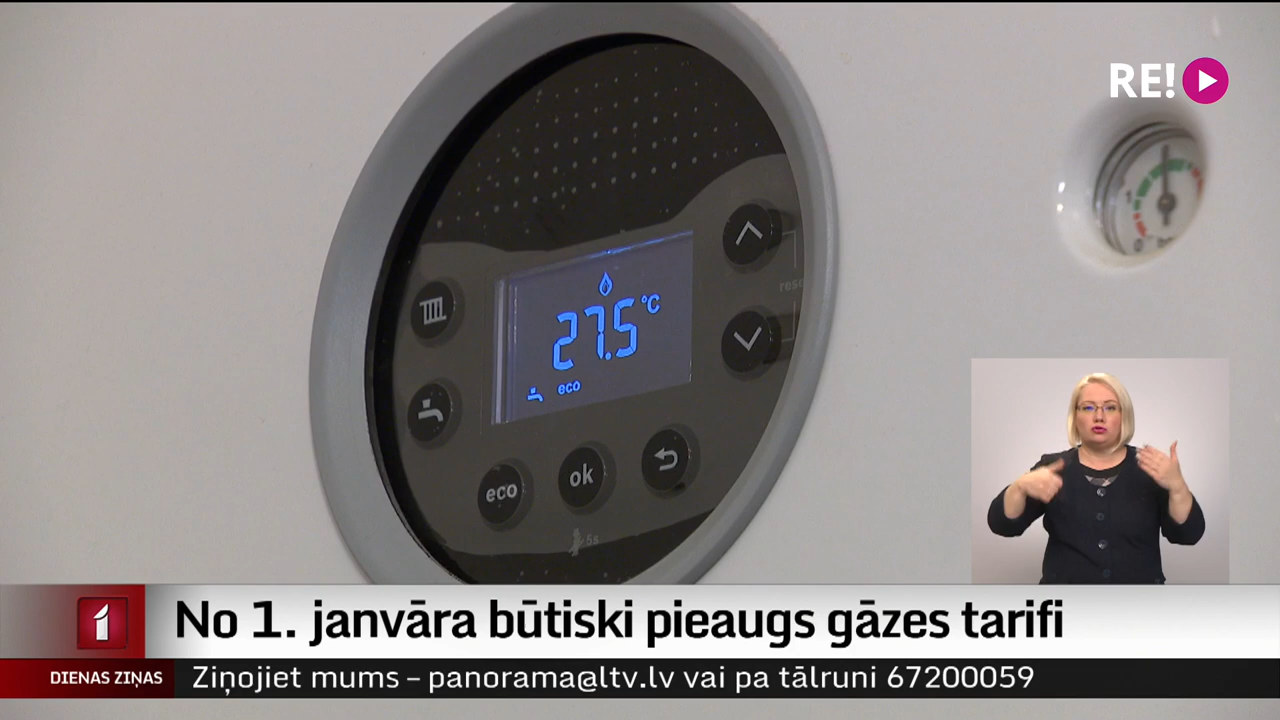 RE!
27.5 °C
eco
eco
ok
5s
1
No 1. janvāra būtiski pieaugs gāzes tarifi
DIENAS ZIŅAS
Ziņojiet mums – panorama@ltv.lv vai pa tālruni 67200059